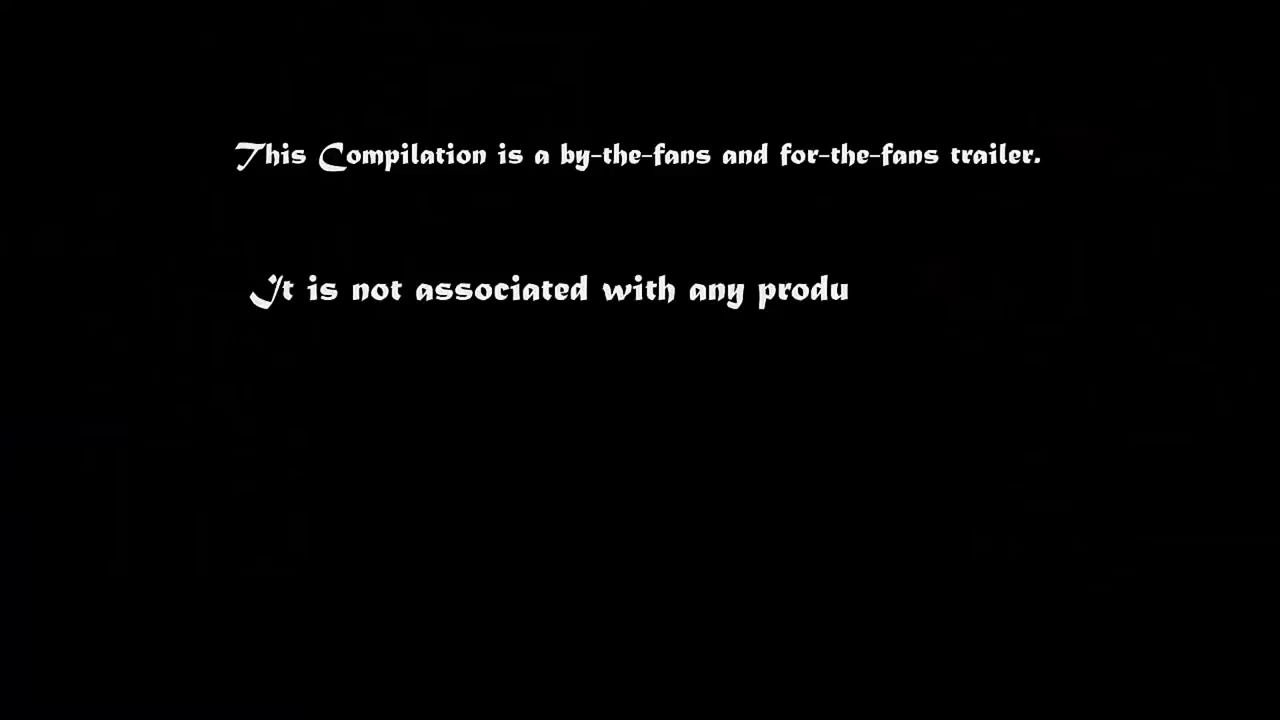 This Compilation is a by-the-fans and for-the-fans trailer.
It is not associated with any produ